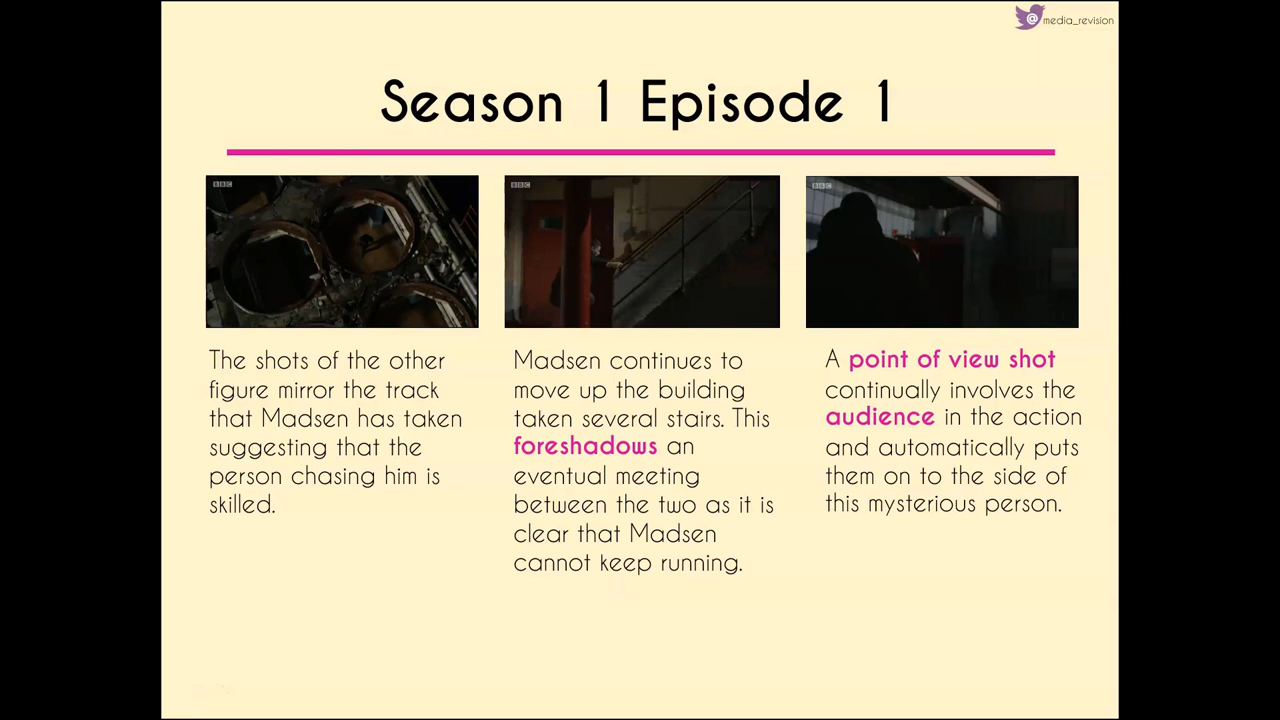 @media_revision
Season 1 Episode 1
BBC
BBC
BBC
The shots of the other
figure mirror the track
that Madsen has taken
suggesting that the
person chasing him is
skilled.
Madsen continues to
move up the building
taken several stairs. This
foreshadows an
eventual meeting
between the two as it is
clear that Madsen
cannot keep running.
A point of view shot
continually involves the
audience in the action
and automatically puts
them on to the side of
this mysterious person.